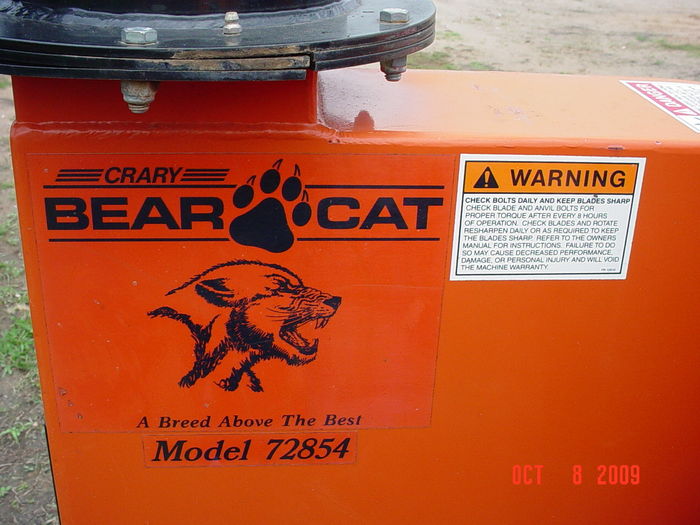 CRARY
BEAR CAT
A Breed Above The Best
Model 72854
WARNING
CHECK BOLTS DAILY AND KEEP BLADES SHARP
CHECK BLADE AND ANVIL BOLTS FOR
PROPER TORQUE AFTER EVERY 8 HOURS
OF OPERATION. CHECK BLADES AND ROTATE
RESHARPEN DAILY OR AS REQUIRED TO KEEP
THE BLADES SHARP. REFER TO THE OWNERS
MANUAL FOR INSTRUCTIONS. FAILURE TO DO
SO MAY CAUSE DECREASED PERFORMANCE,
DAMAGE, OR PERSONAL INJURY AND WILL VOID
THE MACHINE WARRANTY.
DANGER
OCT 8 2009